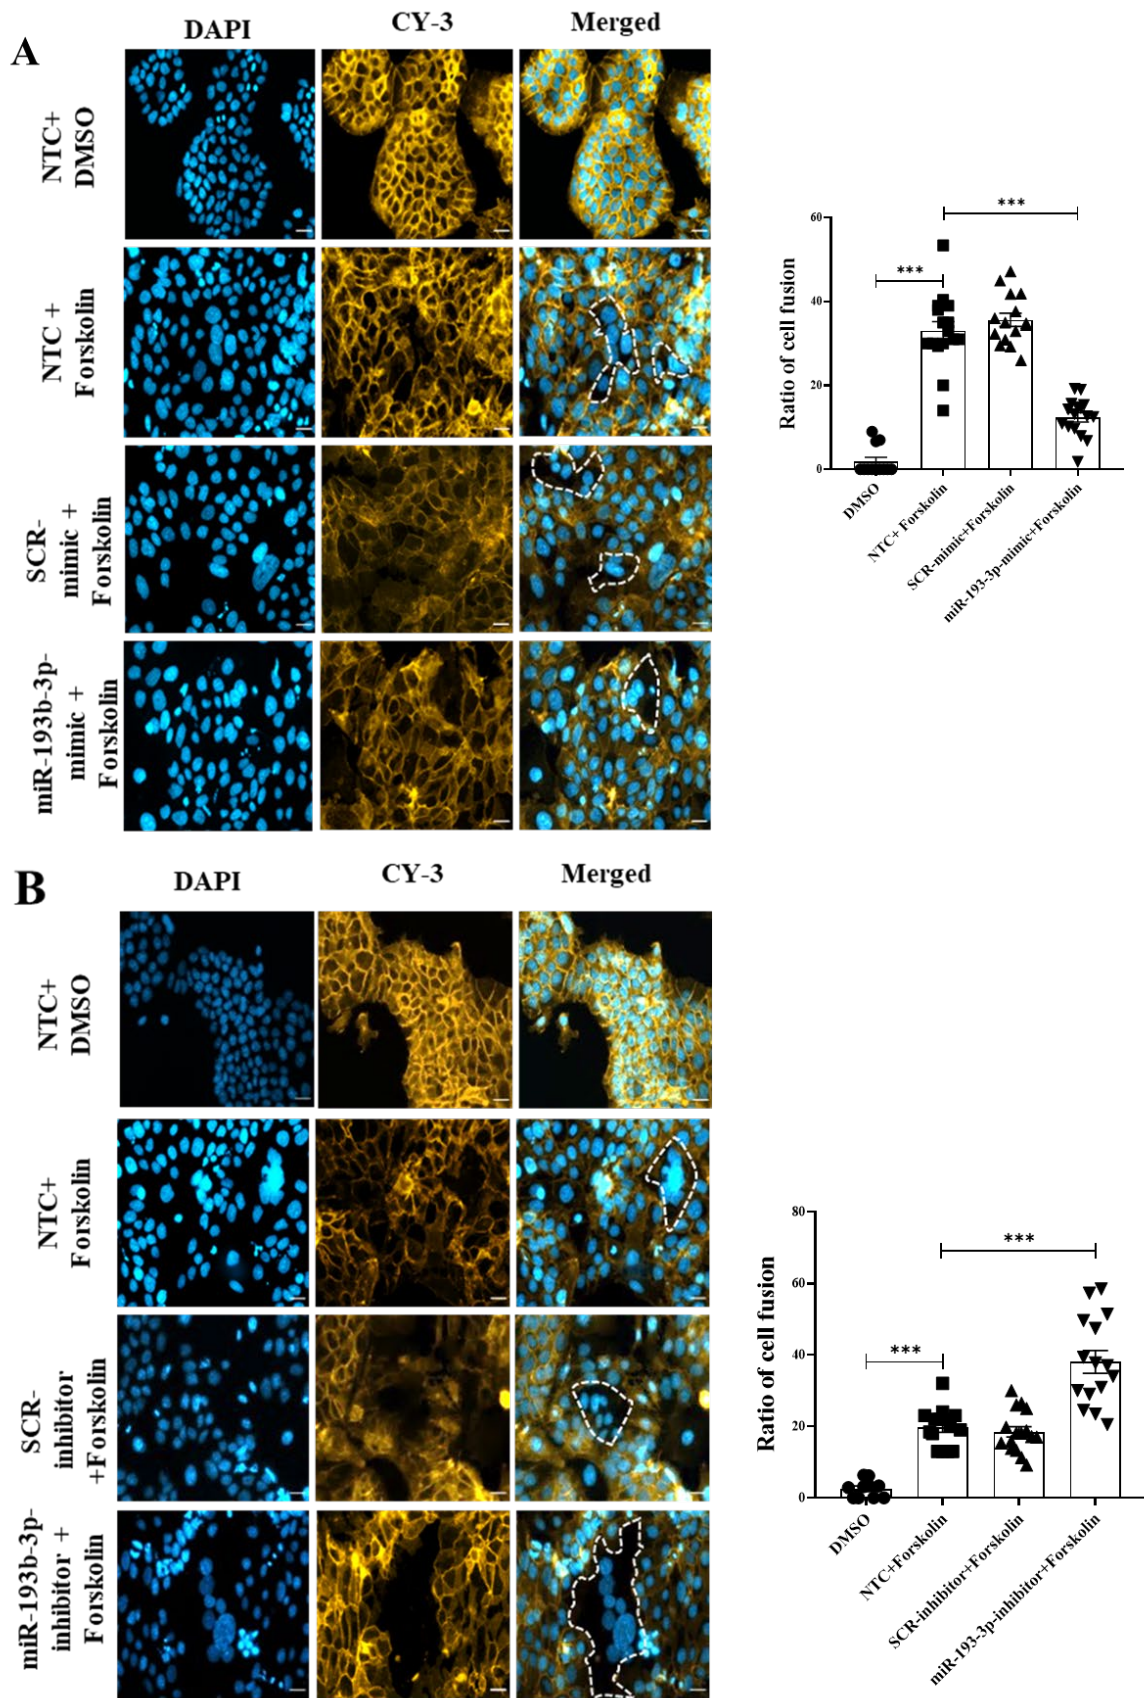 A
DAPI
CY-3
Merged
NTC+
DMSO
NTC +
Forskolin
SCR-
mimic +
Forskolin
miR-193b-3p-
mimic +
Forskolin
Ratio of cell fusion
60
40
20
0
***
***
DMSO
NTC+ Forskolin
SCR-mimic+Forskolin
miR-193-3p-mimic+Forskolin
B
DAPI
CY-3
Merged
NTC+
DMSO
NTC+
Forskolin
SCR-
inhibitor
+Forskolin
miR-193b-3p-
inhibitor +
Forskolin
Ratio of cell fusion
80
60
40
20
0
***
***
DMSO
NTC+Forskolin
SCR-inhibitor+Forskolin
miR-193-3p-inhibitor+Forskolin